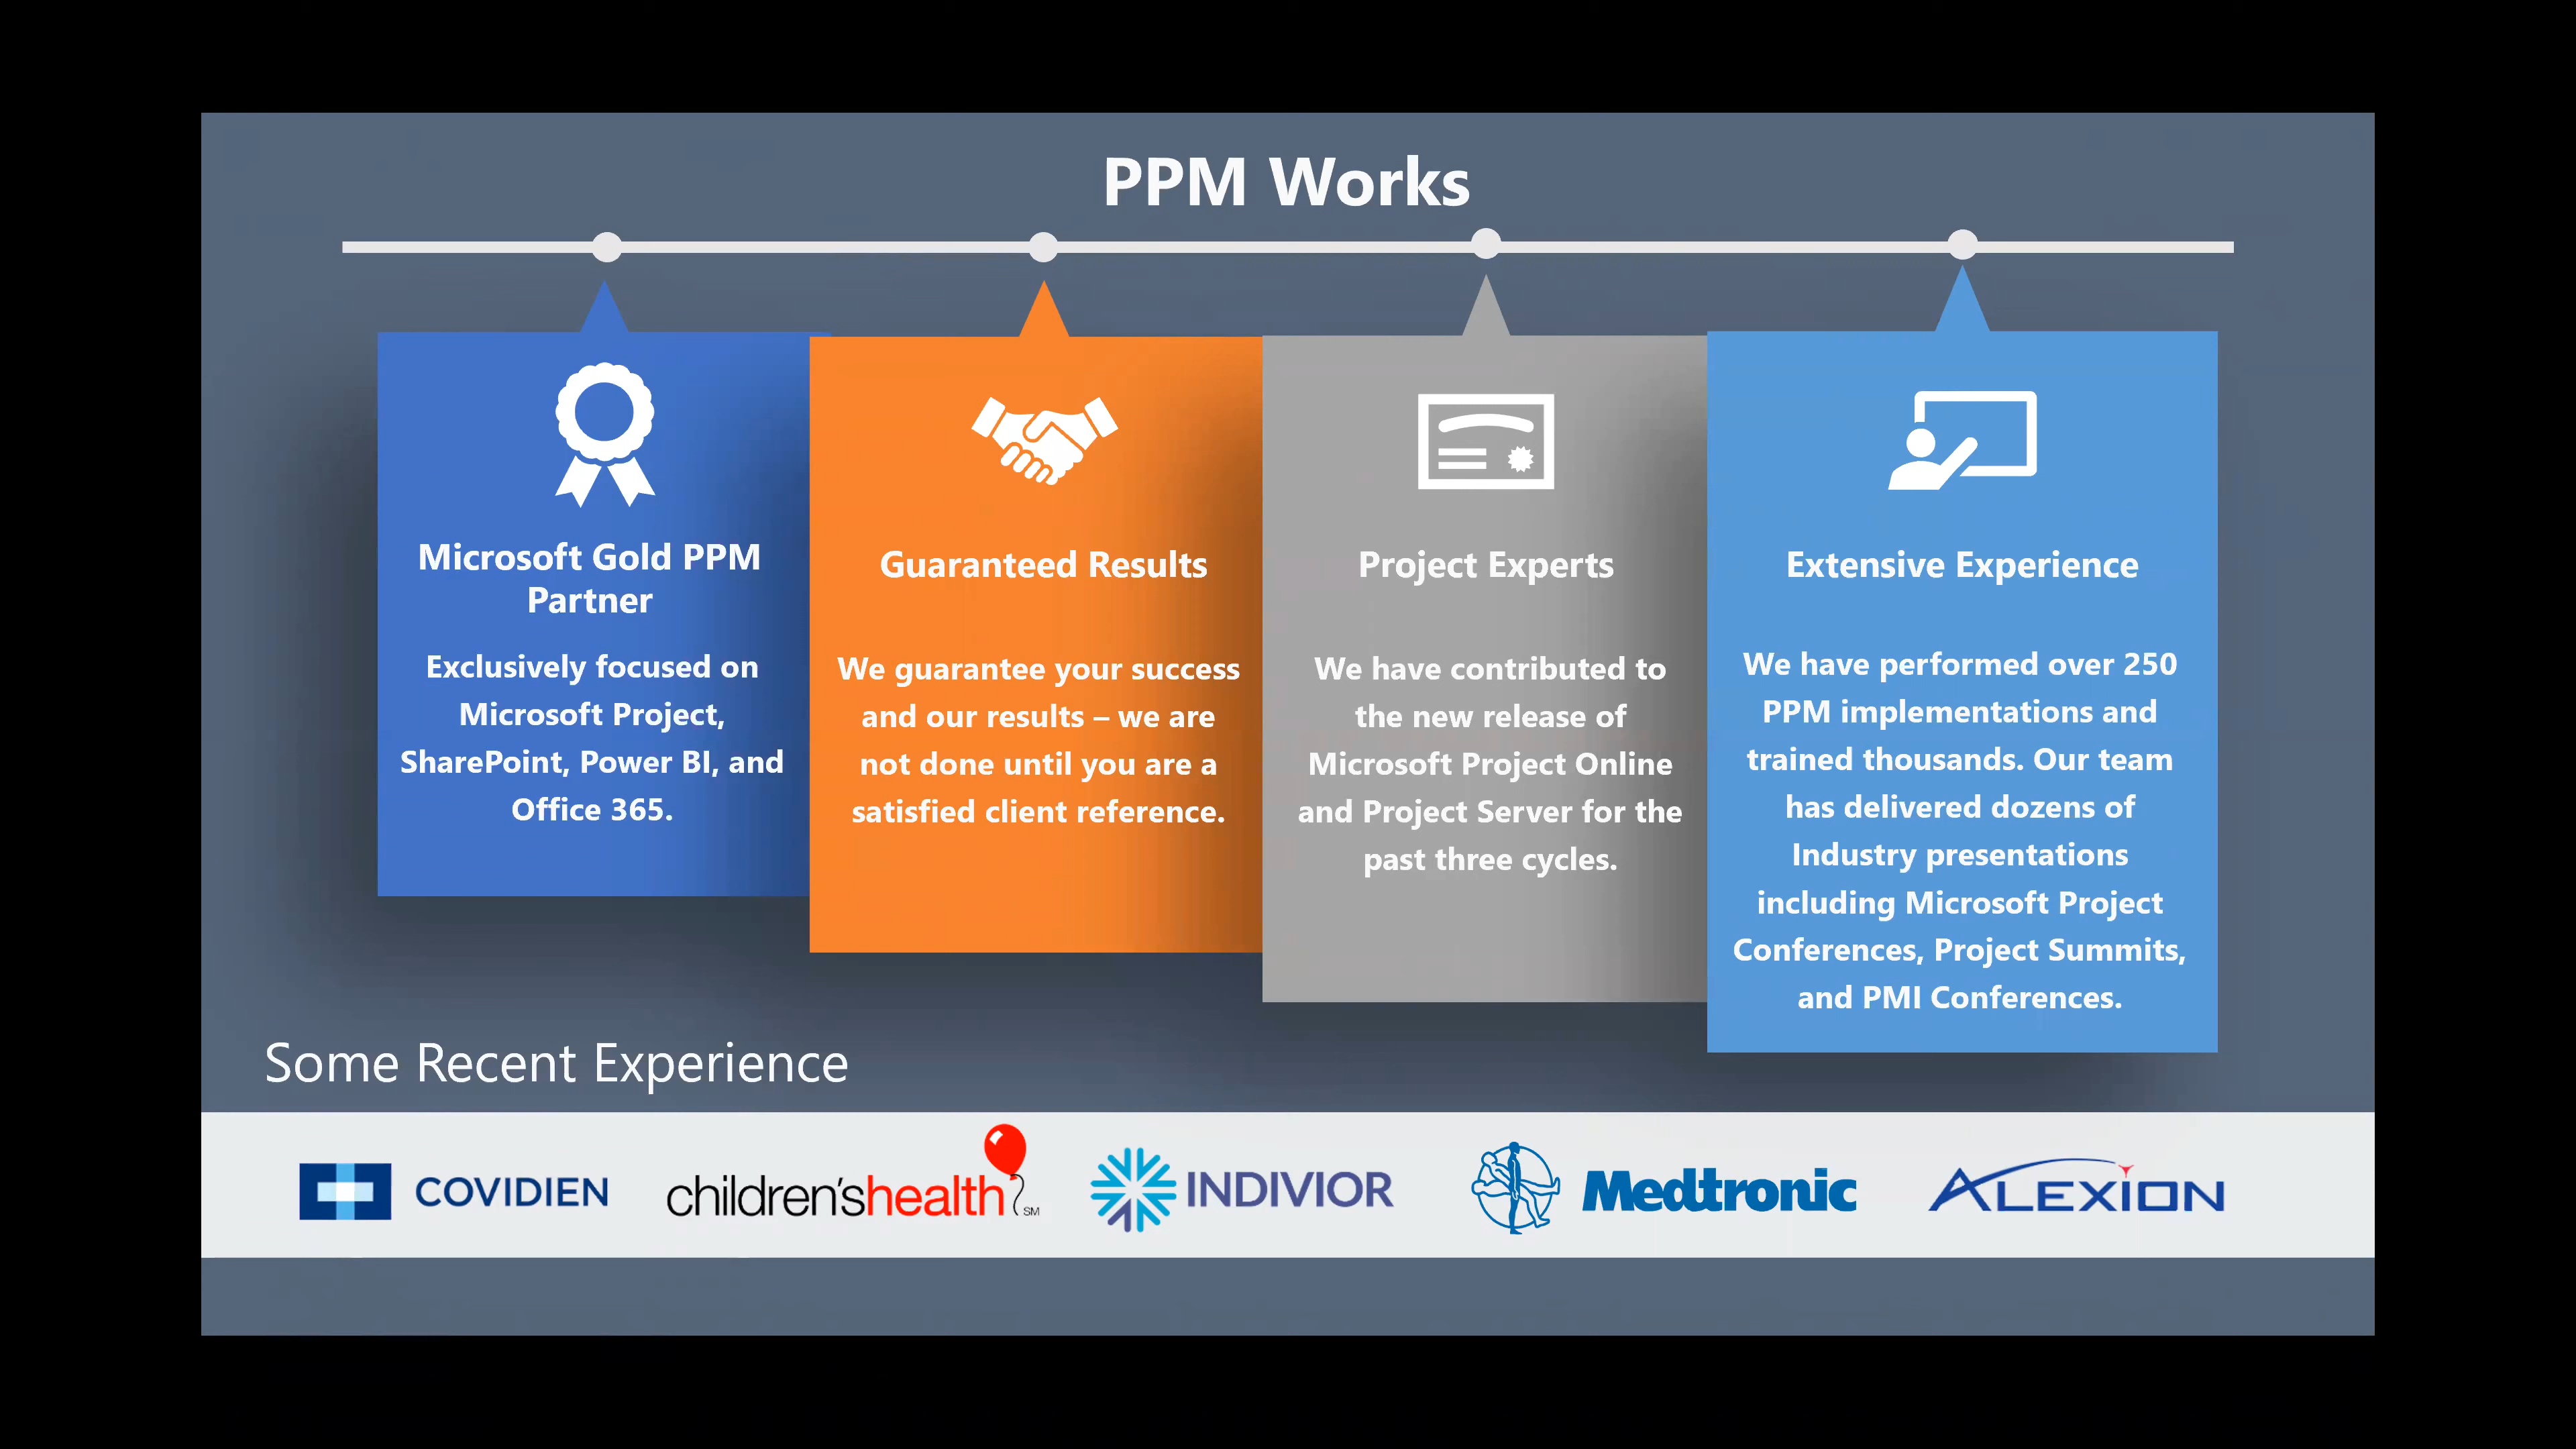 PPM Works
Microsoft Gold PPM
Partner
Exclusively focused on
Microsoft Project,
SharePoint, Power BI, and
Office 365.
Guaranteed Results
We guarantee your success
and our results – we are
not done until you are a
satisfied client reference.
Project Experts
We have contributed to
the new release of
Microsoft Project Online
and Project Server for the
past three cycles.
Extensive Experience
We have performed over 250
PPM implementations and
trained thousands. Our team
has delivered dozens of
Industry presentations
including Microsoft Project
Conferences, Project Summits,
and PMI Conferences.
Some Recent Experience
COVIDIEN
children'shealth SM
INDIVIOR
Medtronic
ALEXION